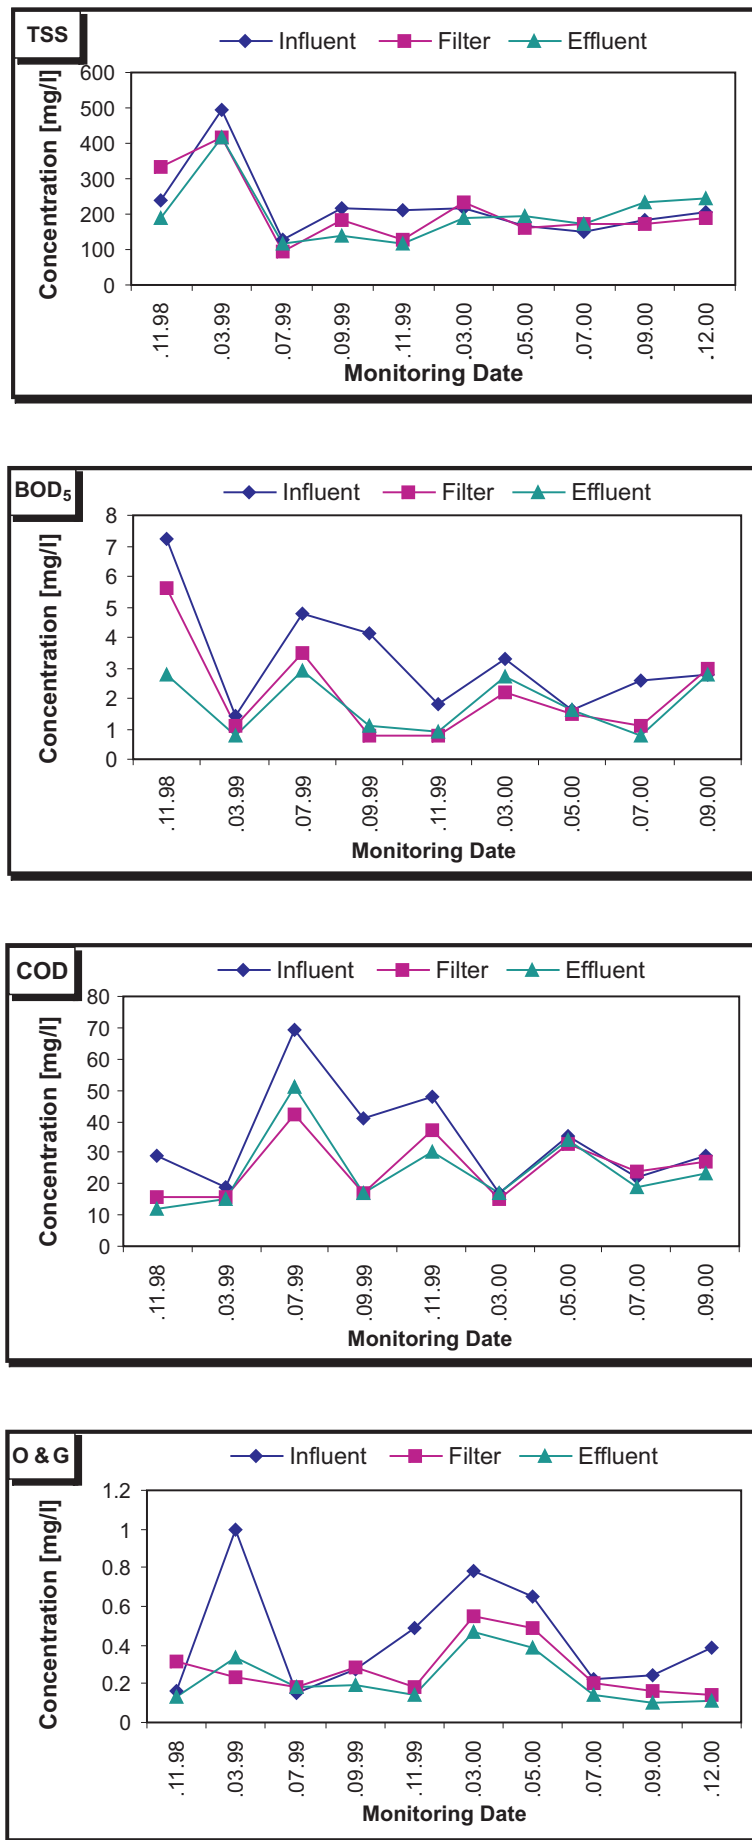 TSS
Influent Filter Effluent
Concentration [mg/l]
600
500
400
300
200
100
0
.11.98 .03.99 .07.99 .09.99 .11.99 .03.00 .05.00 .07.00 .09.00 .12.00
Monitoring Date
BOD₅
Influent Filter Effluent
Concentration [mg/l]
8
7
6
5
4
3
2
1
0
.11.98 .03.99 .07.99 .09.99 .11.99 .03.00 .05.00 .07.00 .09.00
Monitoring Date
COD
Influent Filter Effluent
Concentration [mg/l]
80
70
60
50
40
30
20
10
0
.11.98 .03.99 .07.99 .09.99 .11.99 .03.00 .05.00 .07.00 .09.00
Monitoring Date
O & G
Influent Filter Effluent
Concentration [mg/l]
1.2
1
0.8
0.6
0.4
0.2
0
.11.98 .03.99 .07.99 .09.99 .11.99 .03.00 .05.00 .07.00 .09.00 .12.00
Monitoring Date